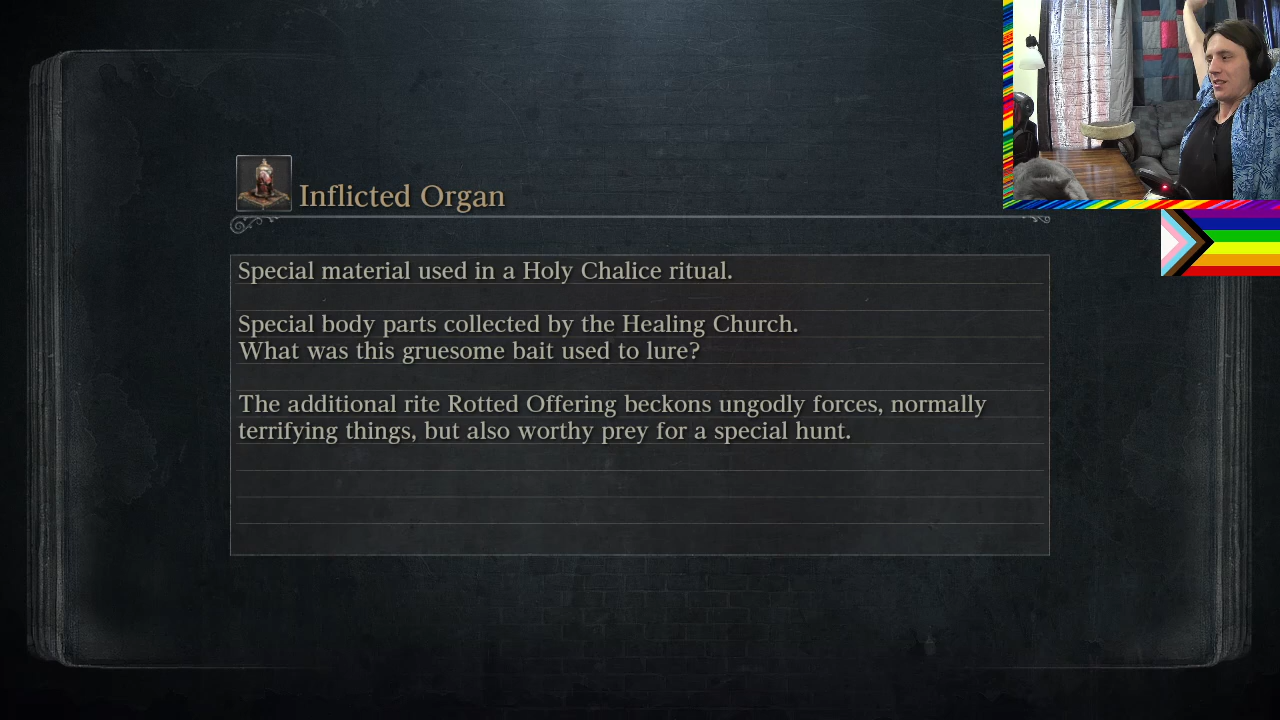 Inflicted Organ
Special material used in a Holy Chalice ritual.
Special body parts collected by the Healing Church.
What was this gruesome bait used to lure?
The additional rite Rotted Offering beckons ungodly forces, normally
terrifying things, but also worthy prey for a special hunt.